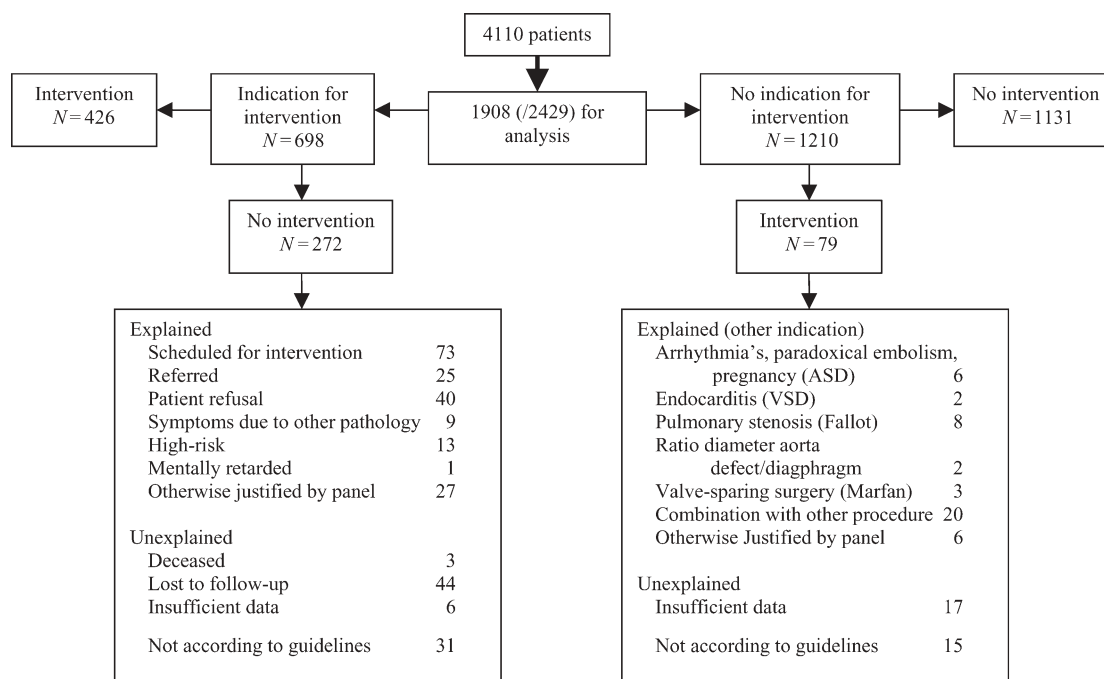 4110 patients
1908 (/2429) for
analysis
Indication for
intervention
N = 698
Intervention
N = 426
No intervention
N = 272
Explained
Scheduled for intervention 73
Referred 25
Patient refusal 40
Symptoms due to other pathology 9
High-risk 13
Mentally retarded 1
Otherwise justified by panel 27
Unexplained
Deceased 3
Lost to follow-up 44
Insufficient data 6
Not according to guidelines 31
No indication for
intervention
N = 1210
No intervention
N = 1131
Intervention
N = 79
Explained (other indication)
Arrhythmia's, paradoxical embolism,
pregnancy (ASD) 6
Endocarditis (VSD) 2
Pulmonary stenosis (Fallot) 8
Ratio diameter aorta
defect/diagphragm 2
Valve-sparing surgery (Marfan) 3
Combination with other procedure 20
Otherwise Justified by panel 6
Unexplained
Insufficient data 17
Not according to guidelines 15